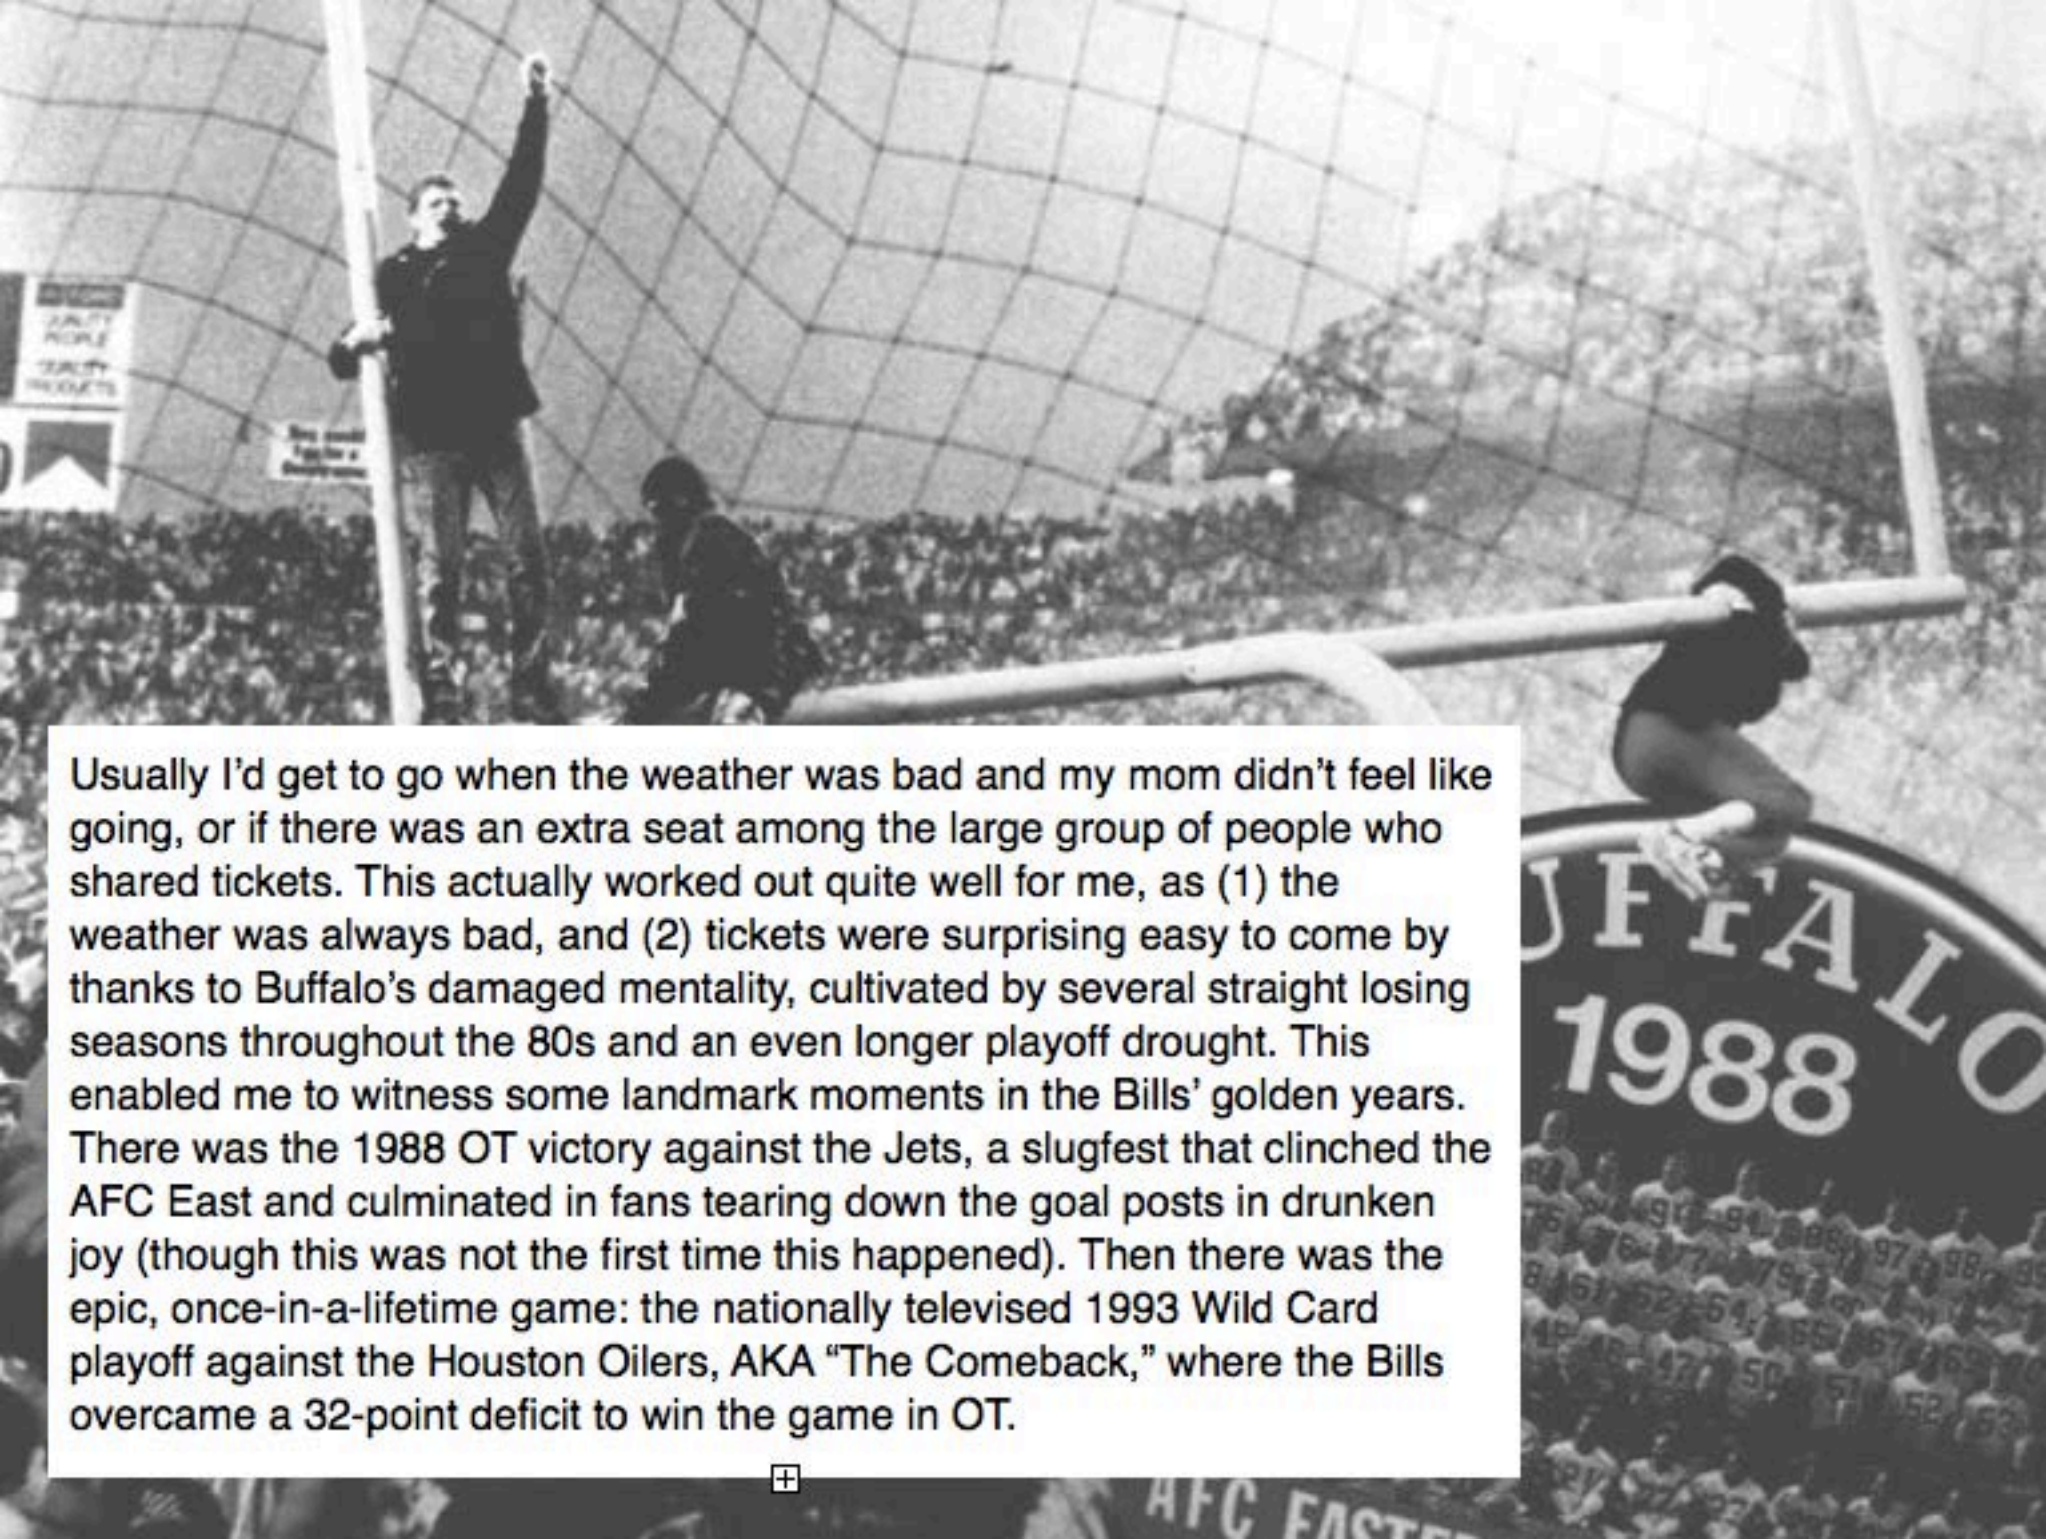 QUALITY
PEOPLE
QUALITY
PRODUCTS
Usually I'd get to go when the weather was bad and my mom didn't feel like
going, or if there was an extra seat among the large group of people who
shared tickets. This actually worked out quite well for me, as (1) the
weather was always bad, and (2) tickets were surprising easy to come by
thanks to Buffalo's damaged mentality, cultivated by several straight losing
seasons throughout the 80s and an even longer playoff drought. This
enabled me to witness some landmark moments in the Bills' golden years.
There was the 1988 OT victory against the Jets, a slugfest that clinched the
AFC East and culminated in fans tearing down the goal posts in drunken
joy (though this was not the first time this happened). Then there was the
epic, once-in-a-lifetime game: the nationally televised 1993 Wild Card
playoff against the Houston Oilers, AKA “The Comeback,” where the Bills
overcame a 32-point deficit to win the game in OT.
UFFALO
1988
AFC EASTE